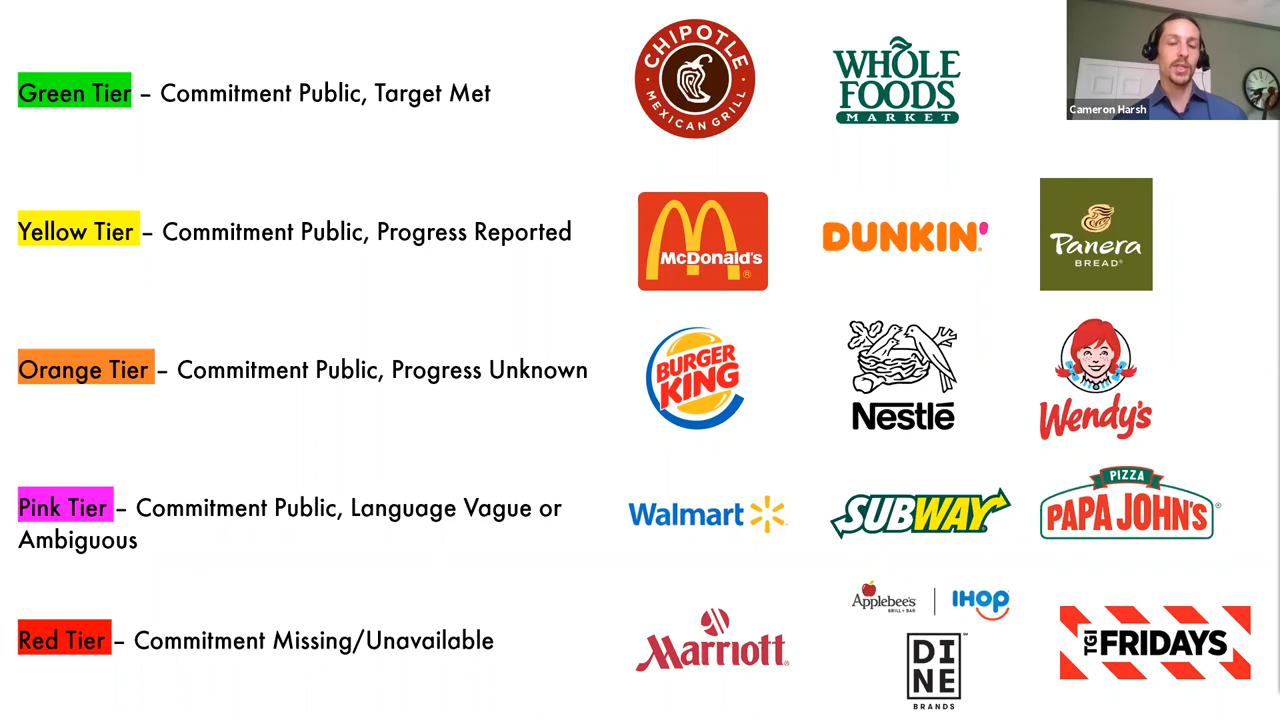 Green Tier – Commitment Public, Target Met
CHIPOTLE
MEXICAN GRILL
WHOLE
FOODS
MARKET
Cameron Harsh
Yellow Tier – Commitment Public, Progress Reported
McDonald's
®
DUNKIN'
Panera
BREAD®
Orange Tier – Commitment Public, Progress Unknown
BURGER
KING
Nestlé
Wendy's
Pink Tier – Commitment Public, Language Vague or
Ambiguous
Walmart
SUBWAY
PIZZA
PAPA JOHN'S®
Red Tier – Commitment Missing/Unavailable
Marriott®
Applebee's
GRILL + BAR
IHOP
DI
NE
BRANDS
TGI FRIDAYS